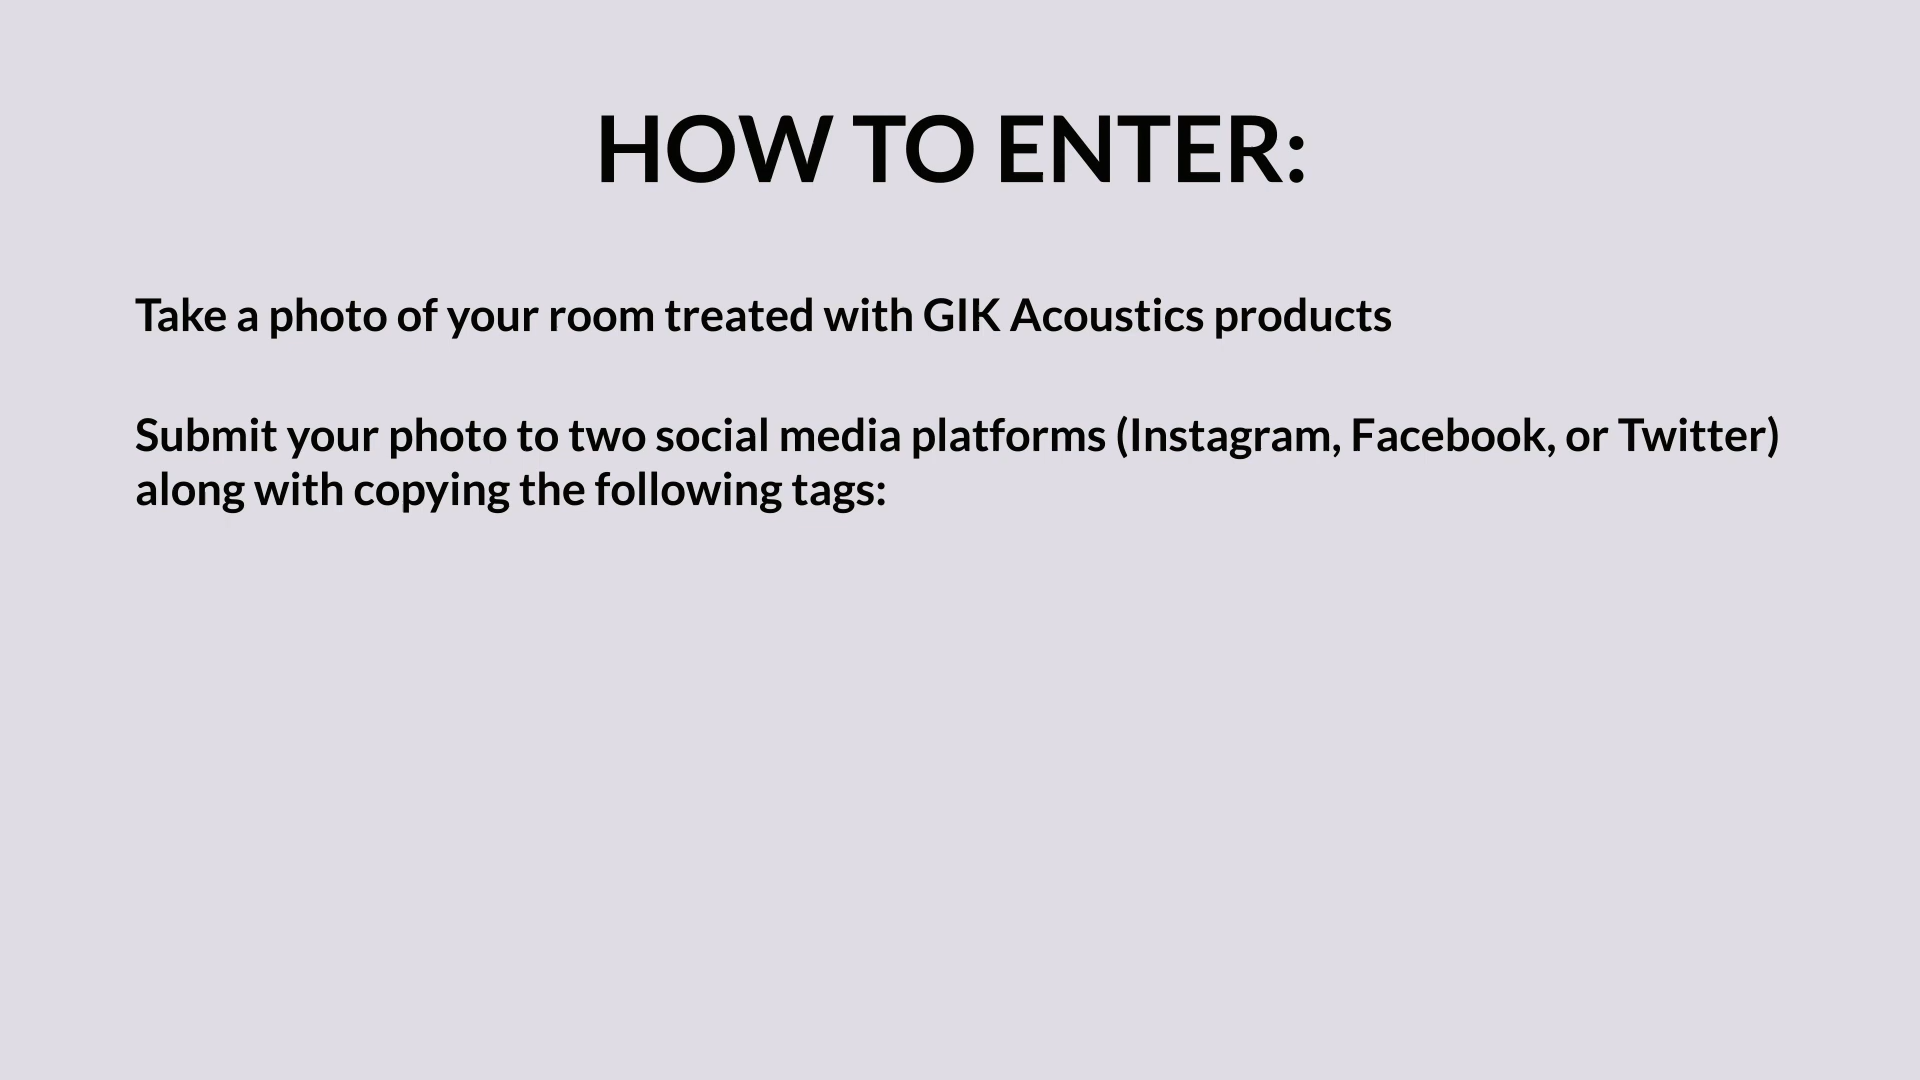 HOW TO ENTER:
Take a photo of your room treated with GIK Acoustics products
Submit your photo to two social media platforms (Instagram, Facebook, or Twitter)
along with copying the following tags: